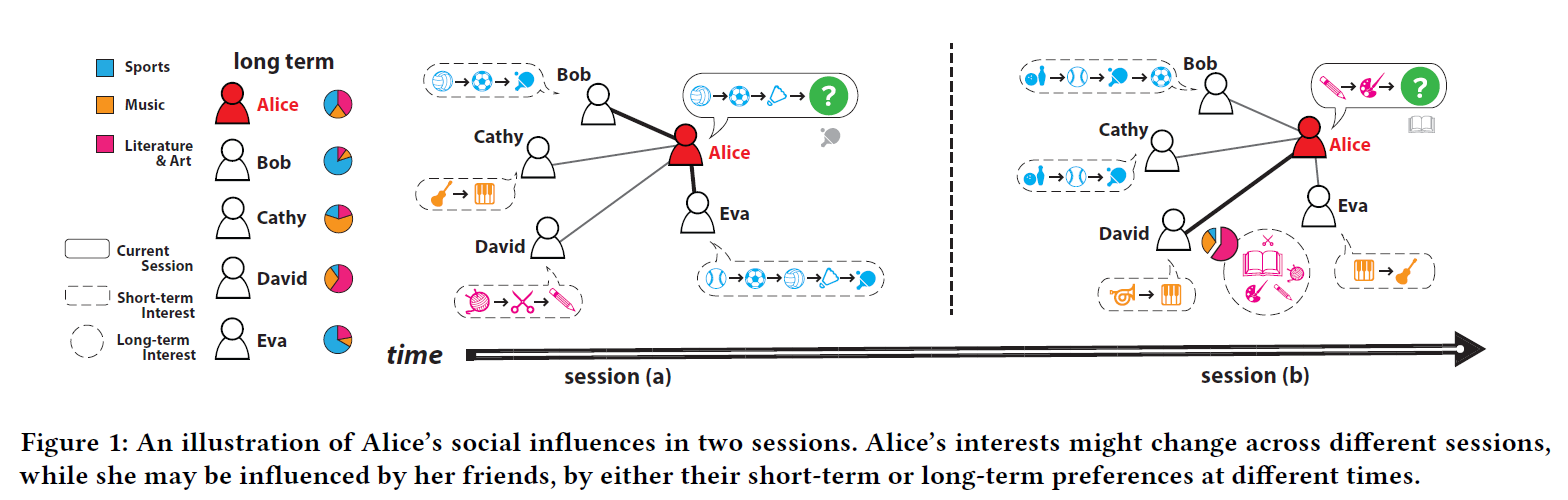 Sports
Music
Literature
& Art
long term
Alice
Bob
Cathy
David
Eva
Current
Session
Short-term
Interest
Long-term
Interest
Bob
Cathy
David
Alice
Eva
?
Bob
Cathy
David
Alice
Eva
?
time
session (a)
session (b)
Figure 1: An illustration of Alice's social influences in two sessions. Alice's interests might change across different sessions,
while she may be influenced by her friends, by either their short-term or long-term preferences at different times.